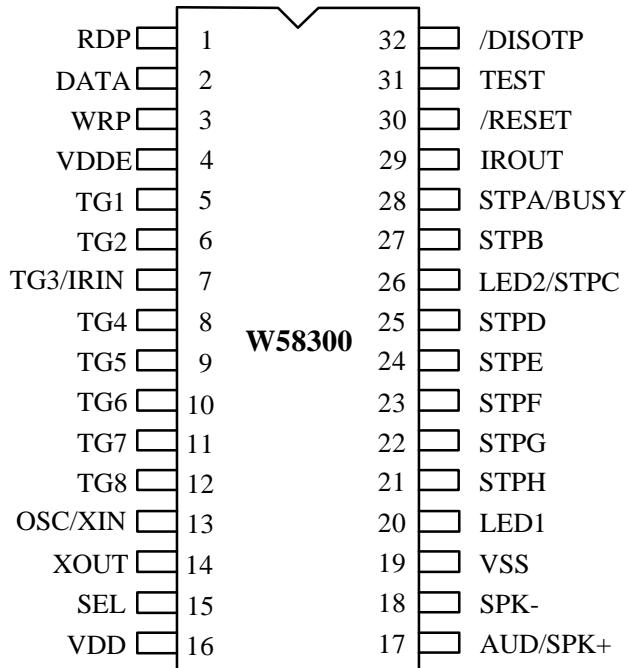 RDP 1 32 /DISOTP
DATA 2 31 TEST
WRP 3 30 /RESET
VDDE 4 29 IROUT
TG1 5 28 STPA/BUSY
TG2 6 27 STPB
TG3/IRIN 7 26 LED2/STPC
TG4 8 25 STPD
W58300
TG5 9 24 STPE
TG6 10 23 STPF
TG7 11 22 STPG
TG8 12 21 STPH
OSC/XIN 13 20 LED1
XOUT 14 19 VSS
SEL 15 18 SPK-
VDD 16 17 AUD/SPK+